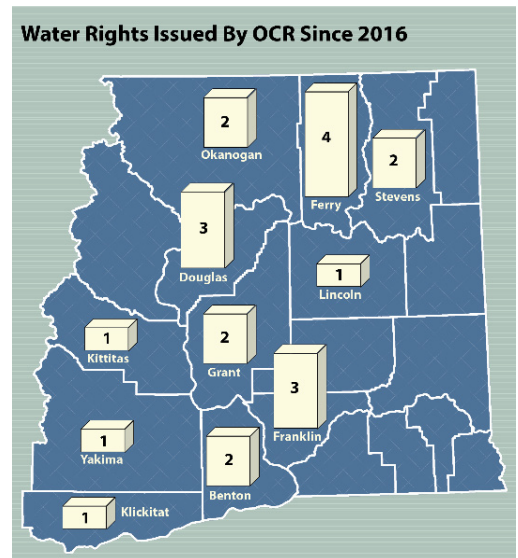 Water Rights Issued By OCR Since 2016
2
Okanogan
4
Ferry
2
Stevens
3
Douglas
1
Lincoln
1
Kittitas
2
Grant
3
Franklin
1
Yakima
2
Benton
1
Klickitat